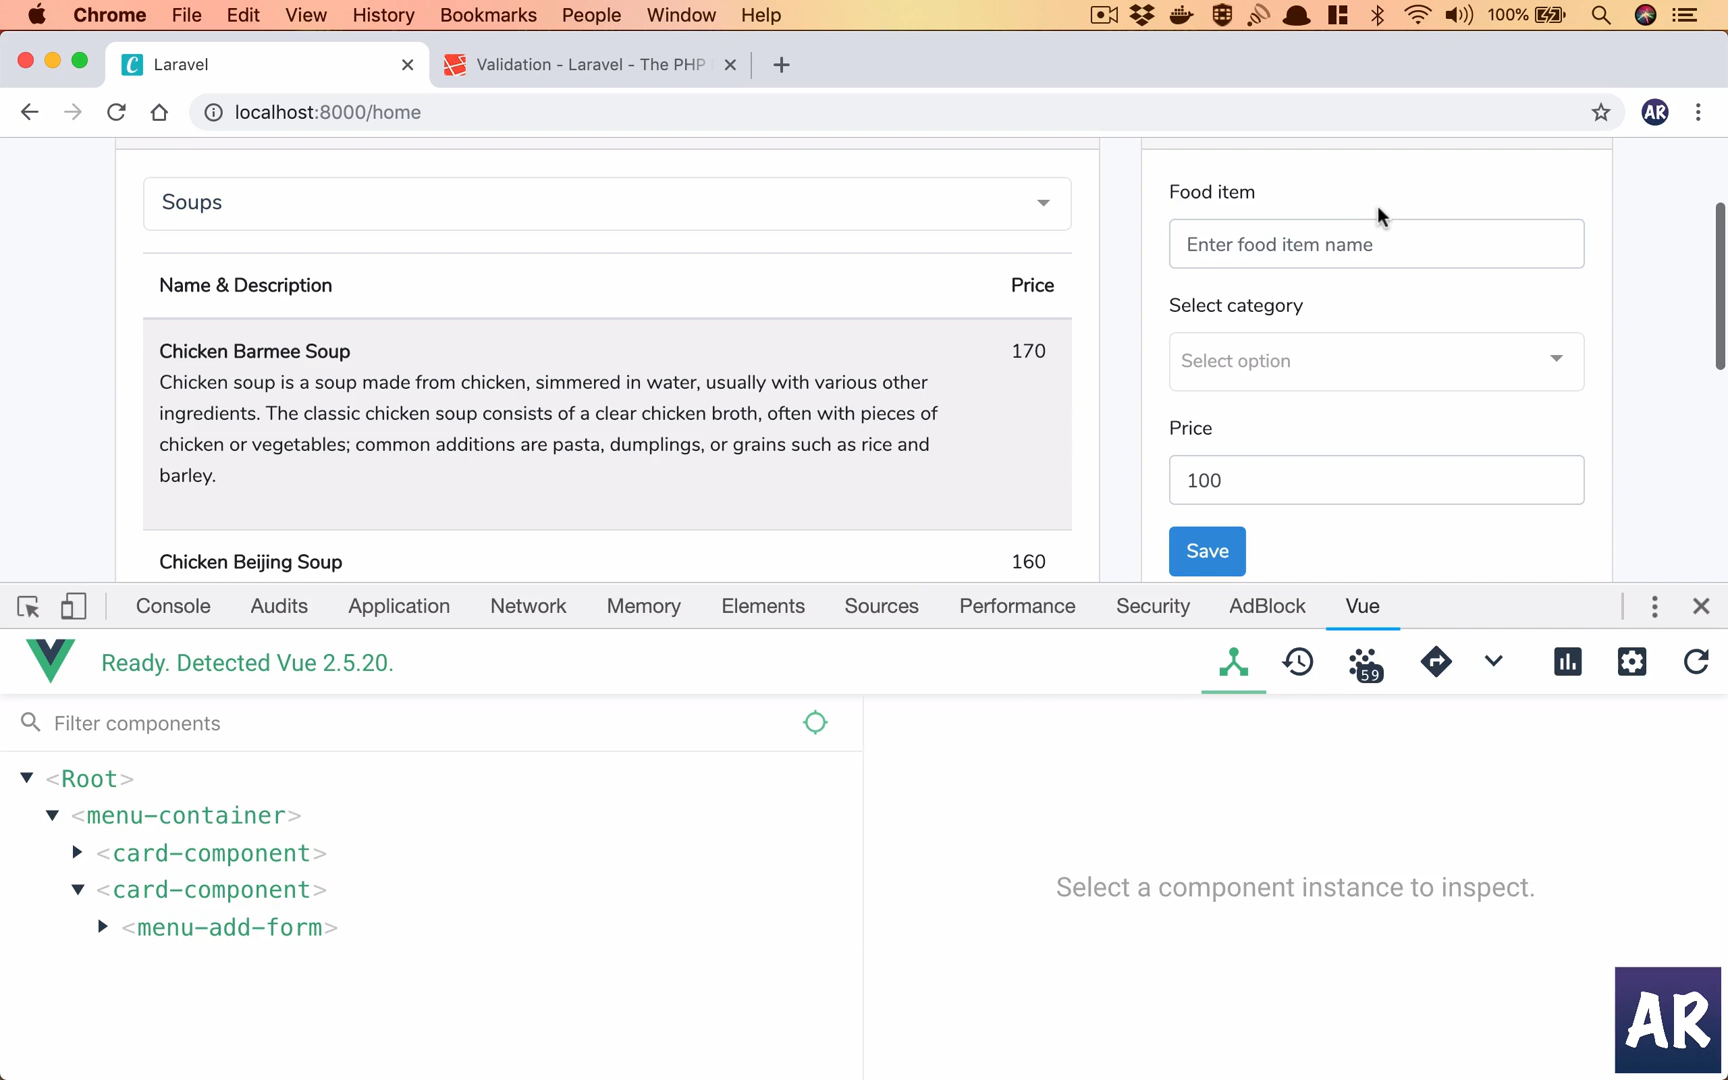 Chrome File Edit View History Bookmarks People Window Help 100%
Laravel Validation - Laravel - The PHP
localhost:8000/home AR
Soups
Name & Description Price
Chicken Barmee Soup 170
Chicken soup is a soup made from chicken, simmered in water, usually with various other
ingredients. The classic chicken soup consists of a clear chicken broth, often with pieces of
chicken or vegetables; common additions are pasta, dumplings, or grains such as rice and
barley.
Chicken Beijing Soup 160
Food item
Enter food item name
Select category
Select option
Price
100
Save
Console Audits Application Network Memory Elements Sources Performance Security AdBlock Vue
Ready. Detected Vue 2.5.20. 59
Filter components
<Root>
<menu-container>
<card-component>
<card-component>
<menu-add-form>
Select a component instance to inspect.
AR